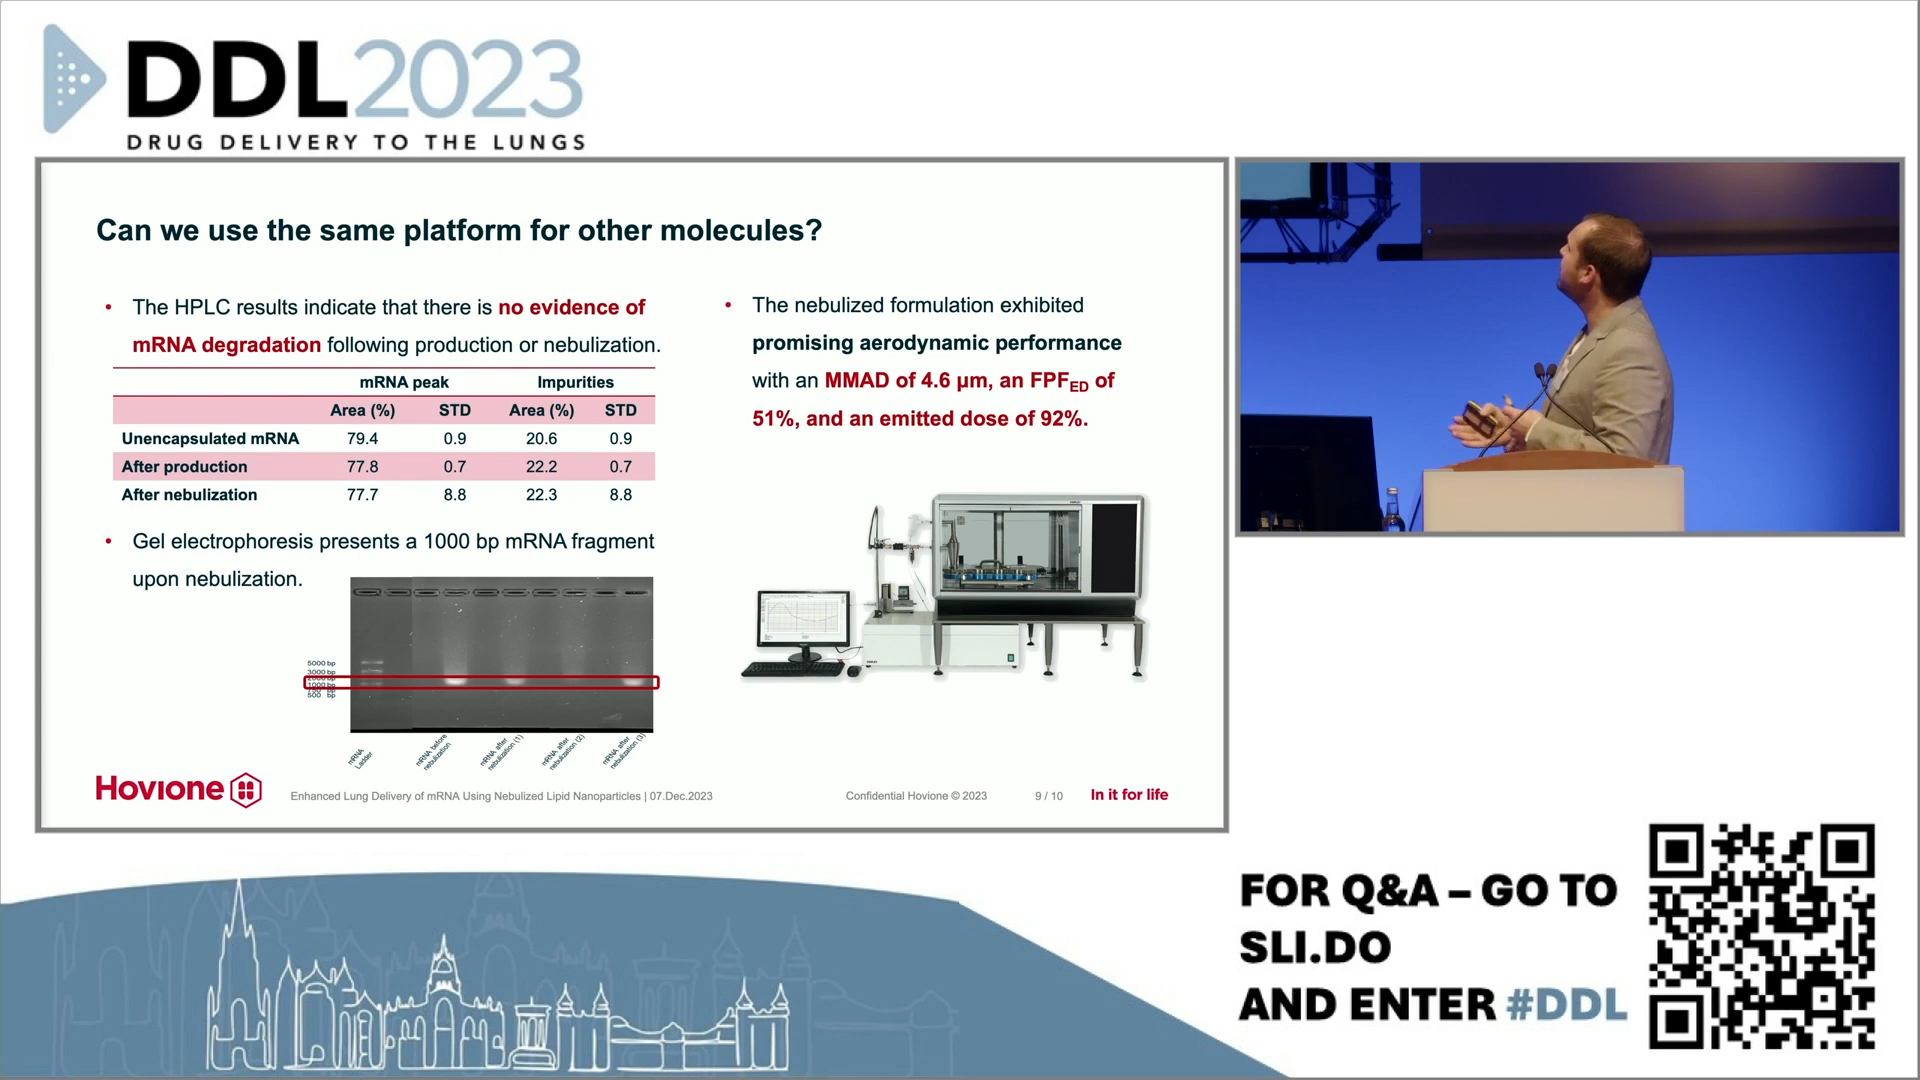 DDL2023
DRUG DELIVERY TO THE LUNGS
Can we use the same platform for other molecules?
• The HPLC results indicate that there is no evidence of
mRNA degradation following production or nebulization.
mRNA peak Impurities
Area (%) STD Area (%) STD
Unencapsulated mRNA 79.4 0.9 20.6 0.9
After production 77.8 0.7 22.2 0.7
After nebulization 77.7 8.8 22.3 8.8
• Gel electrophoresis presents a 1000 bp mRNA fragment
upon nebulization.
5000 bp
3000 bp
1000 bp
500 bp
mRNA
Ladder
mRNA before
nebulization
mRNA after
nebulization (1)
mRNA after
nebulization (2)
mRNA after
nebulization (3)
• The nebulized formulation exhibited
promising aerodynamic performance
with an MMAD of 4.6 µm, an FPFED of
51%, and an emitted dose of 92%.
Hovione
Enhanced Lung Delivery of mRNA Using Nebulized Lipid Nanoparticles | 07.Dec.2023
Confidential Hovione © 2023
9 / 10
In it for life
FOR Q&A – GO TO
SLI.DO
AND ENTER #DDL